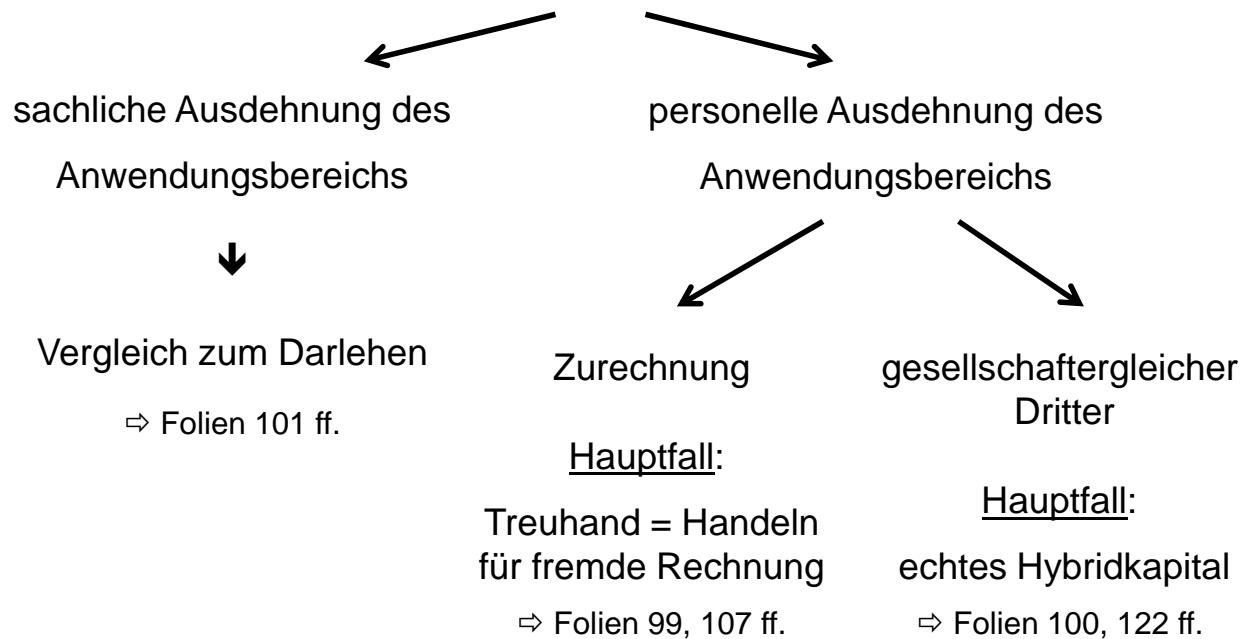 sachliche Ausdehnung des
Anwendungsbereichs
Vergleich zum Darlehen
⇨ Folien 101 ff.
personelle Ausdehnung des
Anwendungsbereichs
Zurechnung
Hauptfall:
Treuhand = Handeln
für fremde Rechnung
⇨ Folien 99, 107 ff.
gesellschaftergleicher
Dritter
Hauptfall:
echtes Hybridkapital
⇨ Folien 100, 122 ff.